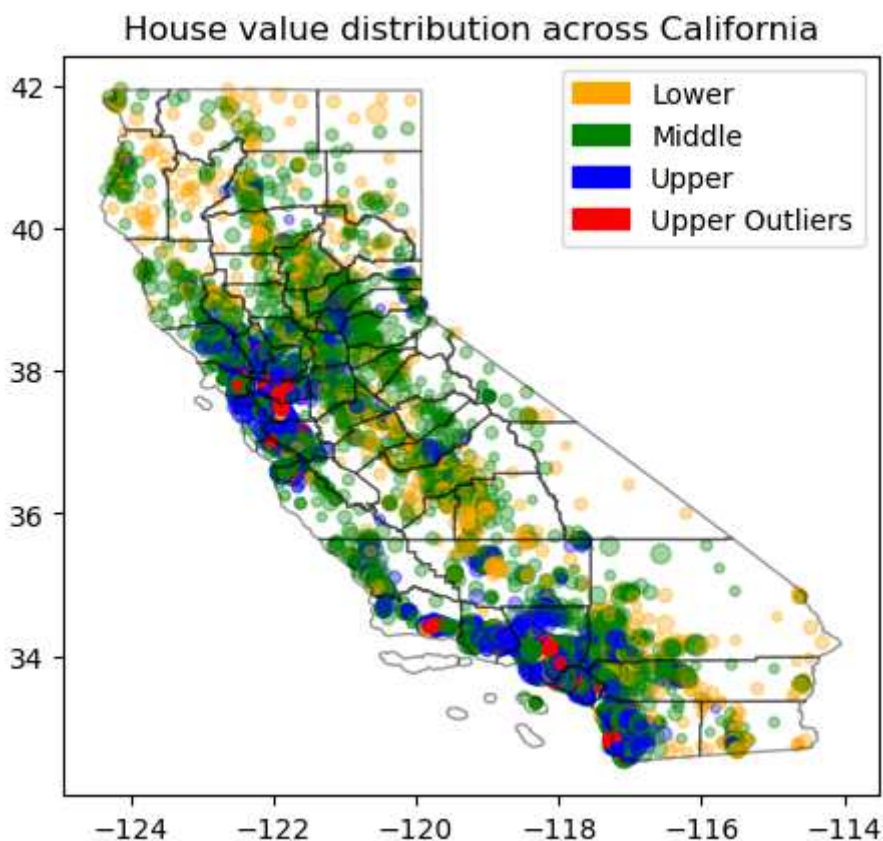 House value distribution across California
42
40
38
36
34
Lower
Middle
Upper
Upper Outliers
−124 −122 −120 −118 −116 −114